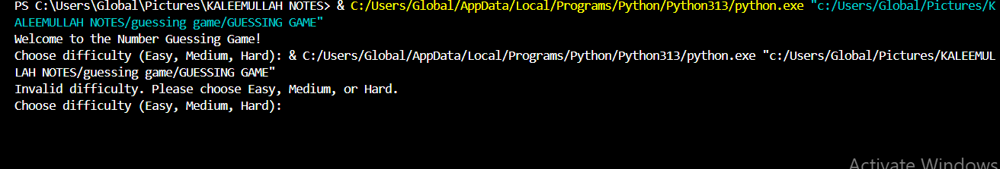 PS C:\Users\Global\Pictures\KALEEMULLAH NOTES> & C:/Users/Global/AppData/Local/Programs/Python/Python313/python.exe "c:/Users/Global/Pictures/K
ALEEMULLAH NOTES/guessing game/GUESSING GAME"
Welcome to the Number Guessing Game!
Choose difficulty (Easy, Medium, Hard): & C:/Users/Global/AppData/Local/Programs/Python/Python313/python.exe "c:/Users/Global/Pictures/KALEEMUL
LAH NOTES/guessing game/GUESSING GAME"
Invalid difficulty. Please choose Easy, Medium, or Hard.
Choose difficulty (Easy, Medium, Hard):
Activate Windows